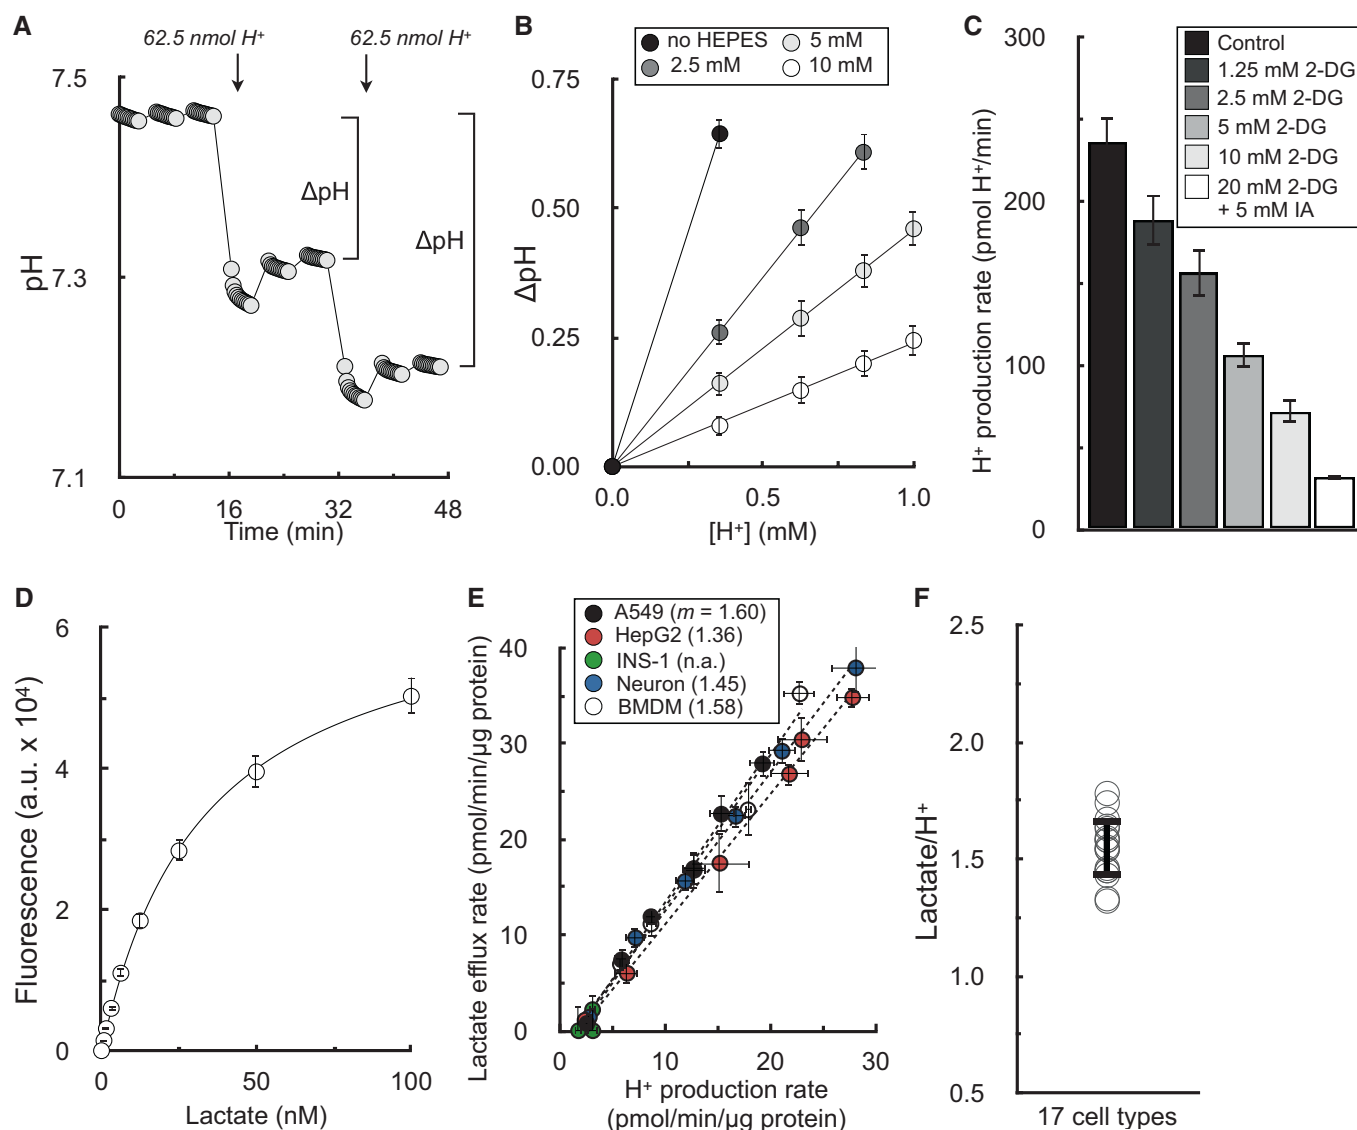 A
62.5 nmol H⁺
62.5 nmol H⁺
7.5
7.3
7.1
pH
ΔpH
ΔpH
0
16
32
48
Time (min)
B
no HEPES
5 mM
2.5 mM
10 mM
0.75
0.50
0.25
0.00
ΔpH
0.0
0.5
1.0
[H⁺] (mM)
C
Control
1.25 mM 2-DG
2.5 mM 2-DG
5 mM 2-DG
10 mM 2-DG
20 mM 2-DG
+ 5 mM IA
300
200
100
0
H⁺ production rate (pmol H⁺/min)
D
6
4
2
0
Fluorescence (a.u. x 10⁴)
0
50
100
Lactate (nM)
E
A549 (m = 1.60)
HepG2 (1.36)
INS-1 (n.a.)
Neuron (1.45)
BMDM (1.58)
40
30
20
10
0
Lactate efflux rate (pmol/min/µg protein)
0
10
20
30
H⁺ production rate
(pmol/min/µg protein)
F
2.5
2.0
1.5
1.0
0.5
Lactate/H⁺
17 cell types